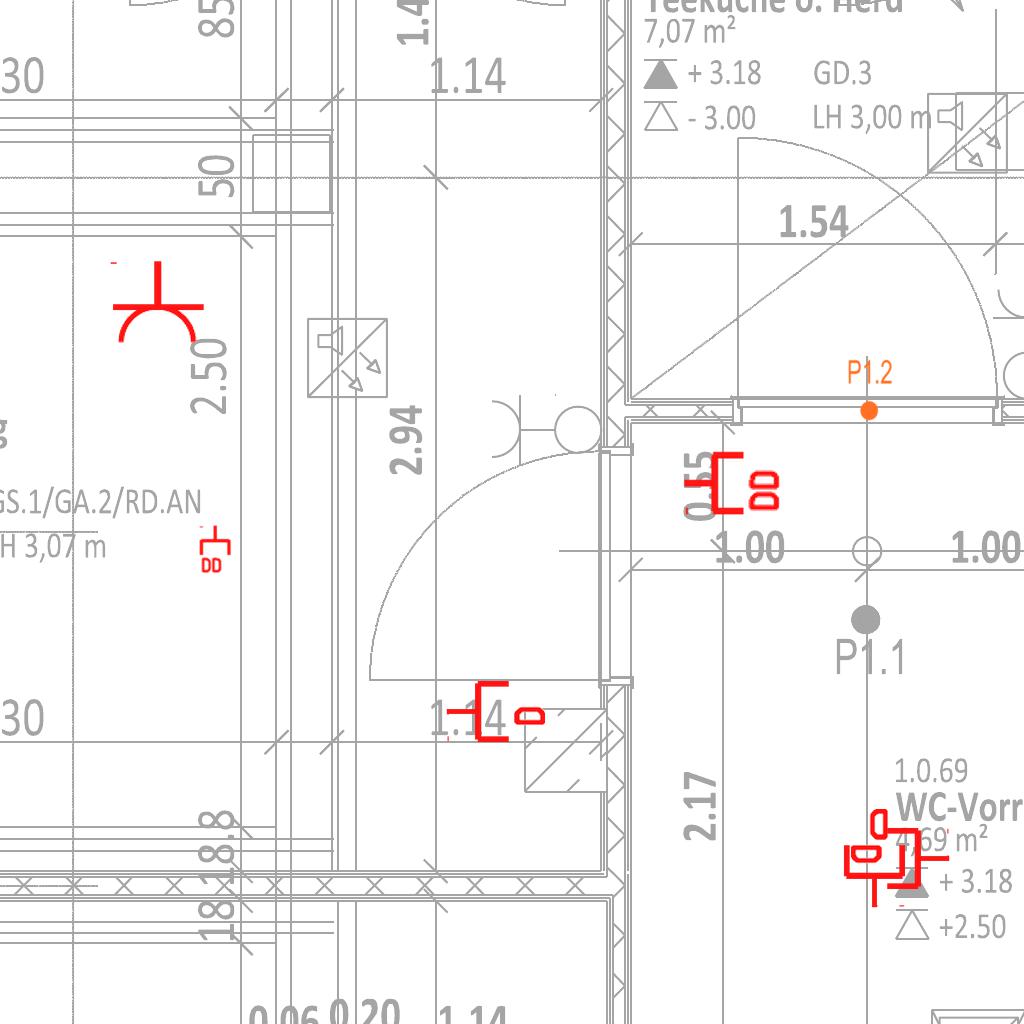 85
1.4
Teeküche o. Herd
7,07 m²
+ 3.18 GD.3
- 3.00 LH 3,00 m
30
1.14
50
1.54
2.50
2.94
P1.2
GS.1/GA.2/RD.AN
H 3,07 m
DD
0.55
DD
1.00
1.00
P1.1
30
1.14
D
2.17
1.0.69
WC-Vorr
4,69 m²
D
D
+ 3.18
+2.50
18.8
18
0.06
0.20
1.14